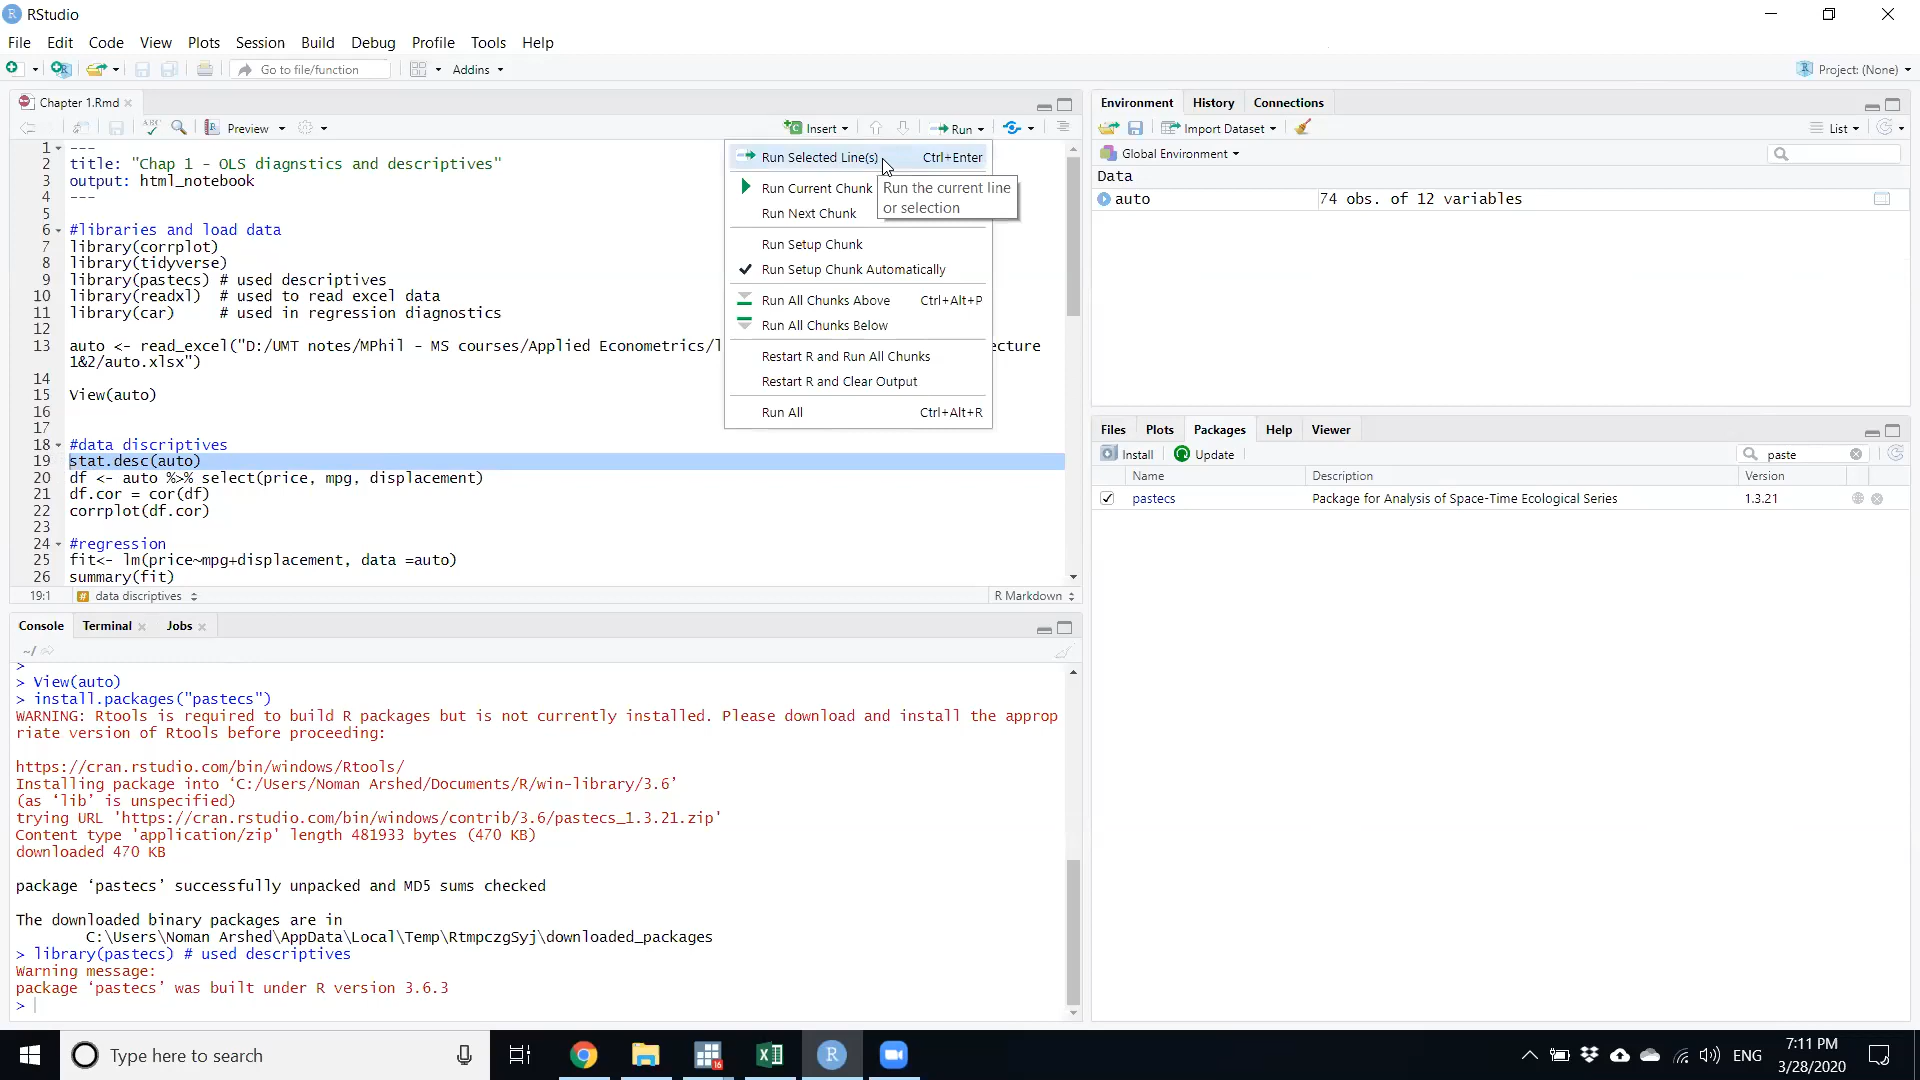 RStudio
File Edit Code View Plots Session Build Debug Profile Tools Help
Go to file/function Addins Project: (None)
Chapter 1.Rmd
ABC Preview Insert Run
1 ---
2 title: "Chap 1 - OLS diagnstics and descriptives"
3 output: html_notebook
4 ---
5
6 #libraries and load data
7 library(corrplot)
8 library(tidyverse)
9 library(pastecs) # used descriptives
10 library(readxl)  # used to read excel data
11 library(car)     # used in regression diagnostics
12
13 auto <- read_excel("D:/UMT notes/MPhil - MS courses/Applied Econometrics/l ecture
1&2/auto.xlsx")
14
15 View(auto)
16
17
18 #data discriptives
19 stat.desc(auto)
20 df <- auto %>% select(price, mpg, displacement)
21 df.cor = cor(df)
22 corrplot(df.cor)
23
24 #regression
25 fit<- lm(price~mpg+displacement, data =auto)
26 summary(fit)
19:1 # data discriptives R Markdown
Run Selected Line(s) Ctrl+Enter
Run Current Chunk
Run Next Chunk
Run the current line
or selection
Run Setup Chunk
Run Setup Chunk Automatically
Run All Chunks Above Ctrl+Alt+P
Run All Chunks Below
Restart R and Run All Chunks
Restart R and Clear Output
Run All Ctrl+Alt+R
Console Terminal Jobs
~/
>
> View(auto)
> install.packages("pastecs")
WARNING: Rtools is required to build R packages but is not currently installed. Please download and install the approp
riate version of Rtools before proceeding:
https://cran.rstudio.com/bin/windows/Rtools/
Installing package into ‘C:/Users/Noman Arshed/Documents/R/win-library/3.6’
(as ‘lib’ is unspecified)
trying URL 'https://cran.rstudio.com/bin/windows/contrib/3.6/pastecs_1.3.21.zip'
Content type 'application/zip' length 481933 bytes (470 KB)
downloaded 470 KB
package ‘pastecs’ successfully unpacked and MD5 sums checked
The downloaded binary packages are in
C:\Users\Noman Arshed\AppData\Local\Temp\RtmpczgSyj\downloaded_packages
> library(pastecs) # used descriptives
Warning message:
package ‘pastecs’ was built under R version 3.6.3
>
Environment History Connections
Import Dataset List
Global Environment
Data
auto 74 obs. of 12 variables
Files Plots Packages Help Viewer
Install Update paste
Name Description Version
pastecs Package for Analysis of Space-Time Ecological Series 1.3.21
Type here to search
16
ENG
7:11 PM
3/28/2020